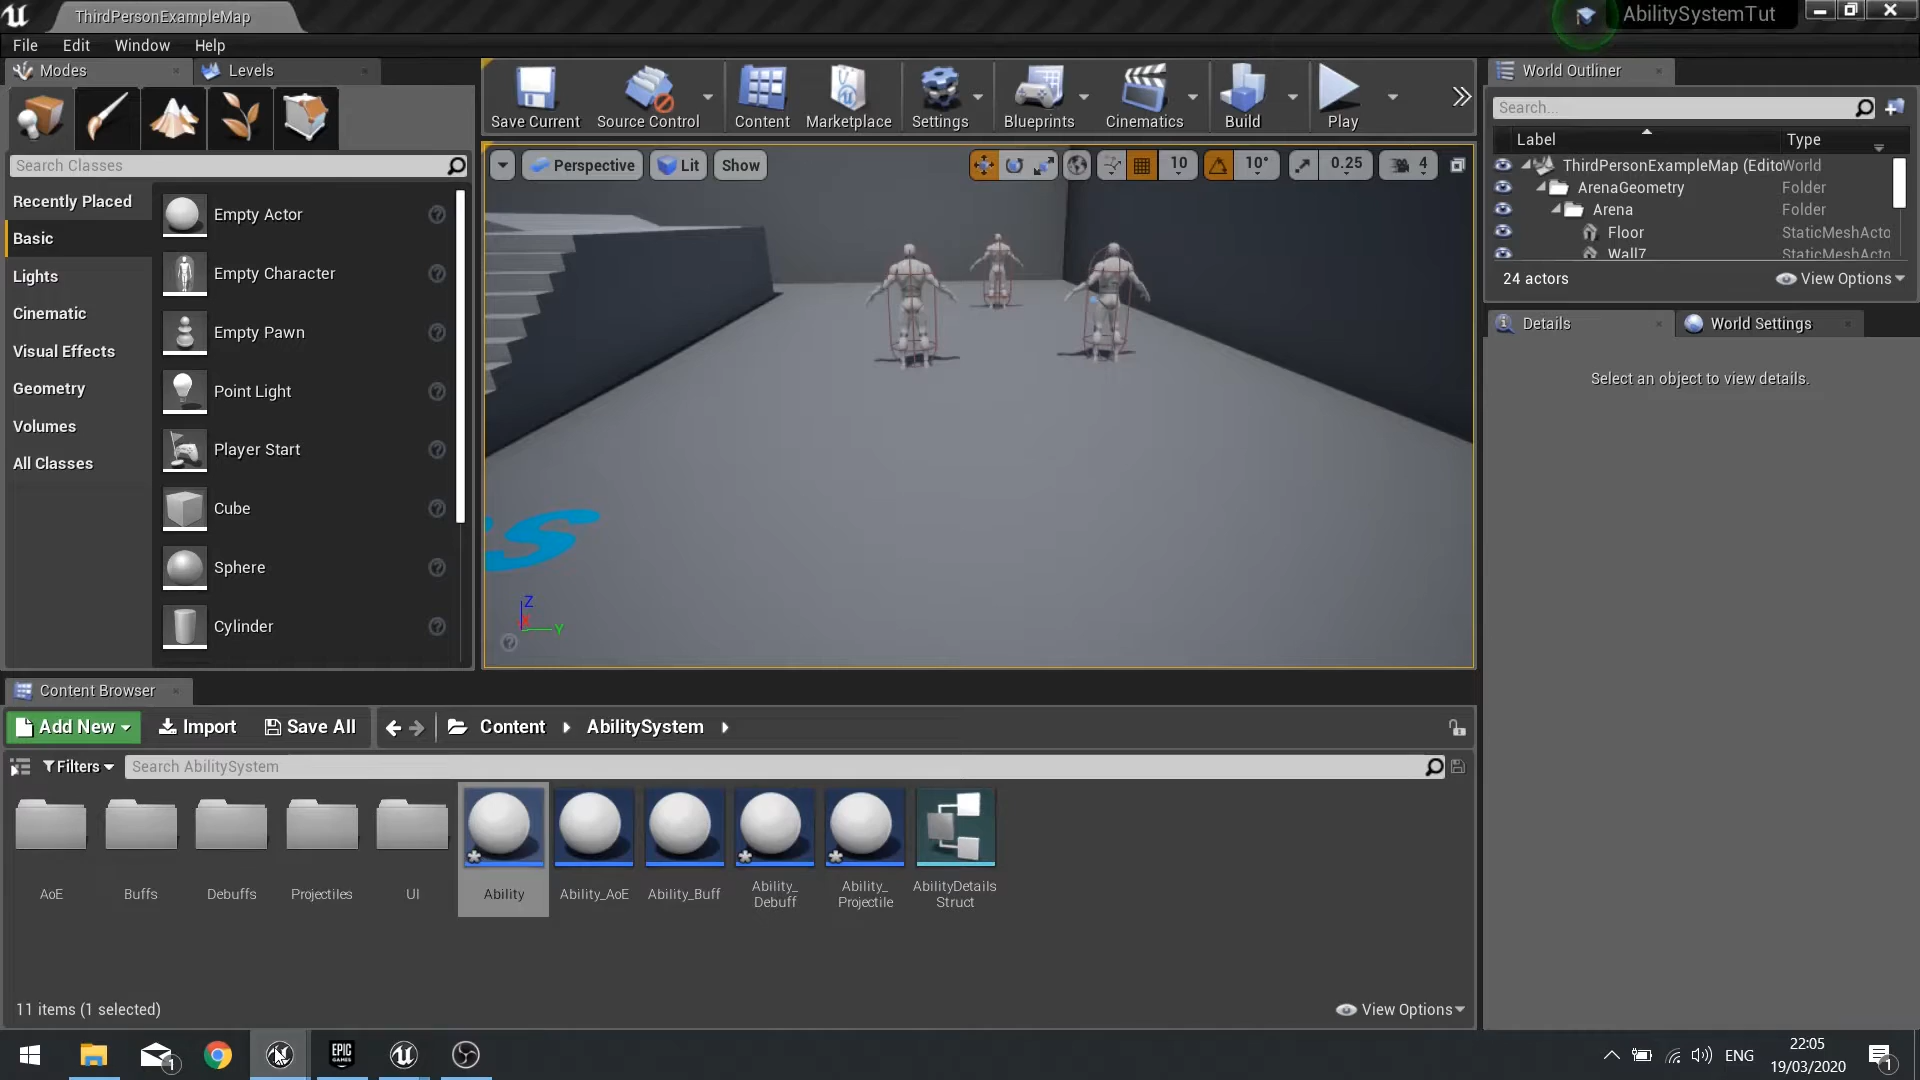 ThirdPersonExampleMap
AbilitySystemTut
File Edit Window Help
Modes
Levels
Search Classes
Recently Placed
Basic
Lights
Cinematic
Visual Effects
Geometry
Volumes
All Classes
Empty Actor
Empty Character
Empty Pawn
Point Light
Player Start
Cube
Sphere
Cylinder
Save Current
Source Control
Content
Marketplace
Settings
Blueprints
Cinematics
Build
Play
Perspective
Lit
Show
10
10°
0.25
4
S
Z
Y
World Outliner
Search...
Label Type
ThirdPersonExampleMap (Edito World
ArenaGeometry Folder
Arena Folder
Floor StaticMeshActo
Wall7 StaticMeshActo
24 actors
View Options
Details
World Settings
Select an object to view details.
Content Browser
Add New
Import
Save All
Content
AbilitySystem
Filters
Search AbilitySystem
AoE
Buffs
Debuffs
Projectiles
UI
Ability
Ability_AoE
Ability_Buff
Ability_
Debuff
Ability_
Projectile
AbilityDetails
Struct
11 items (1 selected)
View Options
1
EPIC
GAMES
ENG
22:05
19/03/2020
1